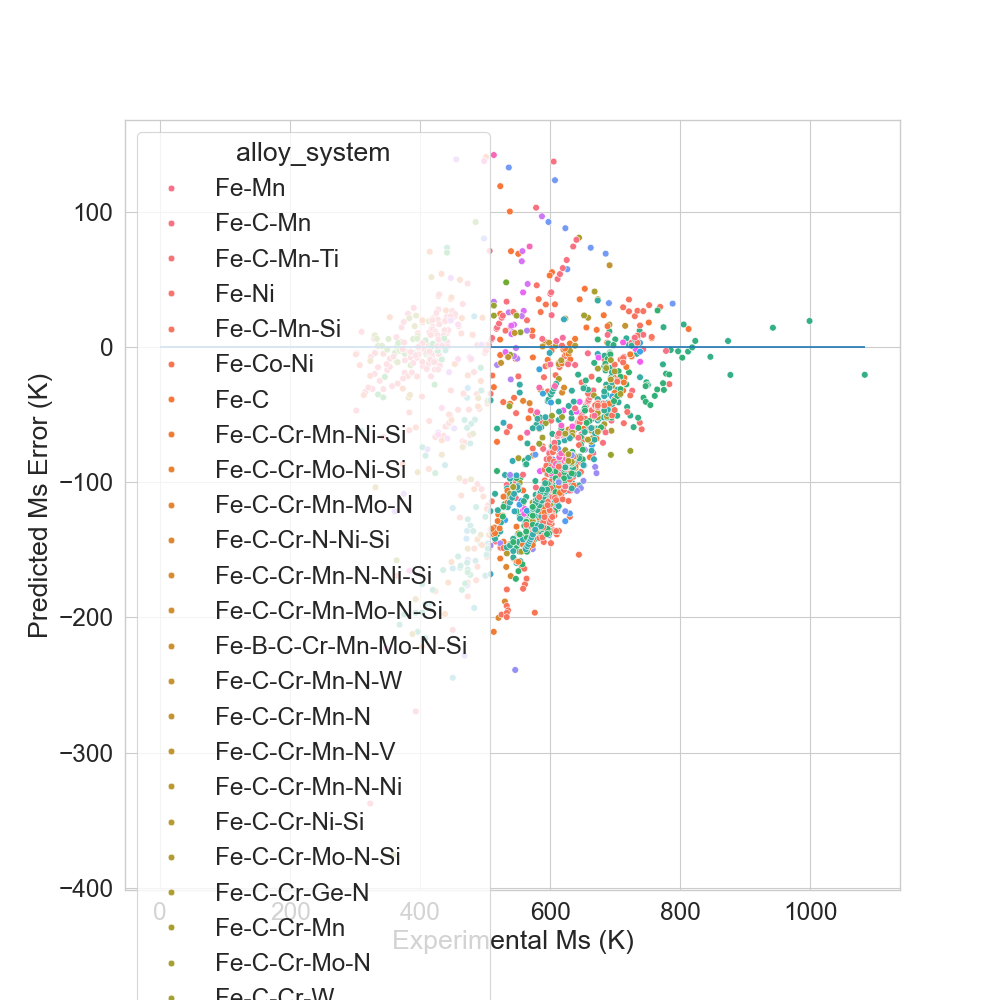 alloy_system
Fe-Mn
Fe-C-Mn
Fe-C-Mn-Ti
Fe-Ni
Fe-C-Mn-Si
Fe-Co-Ni
Fe-C
Fe-C-Cr-Mn-Ni-Si
Fe-C-Cr-Mo-Ni-Si
Fe-C-Cr-Mn-Mo-N
Fe-C-Cr-N-Ni-Si
Fe-C-Cr-Mn-N-Ni-Si
Fe-C-Cr-Mn-Mo-N-Si
Fe-B-C-Cr-Mn-Mo-N-Si
Fe-C-Cr-Mn-N-W
Fe-C-Cr-Mn-N
Fe-C-Cr-Mn-N-V
Fe-C-Cr-Mn-N-Ni
Fe-C-Cr-Ni-Si
Fe-C-Cr-Mo-N-Si
Fe-C-Cr-Ge-N
Fe-C-Cr-Mn
Fe-C-Cr-Mo-N
Fe-C-Cr-W
100
0
−100
−200
−300
−400
Predicted Ms Error (K)
0 200 400 600 800 1000
Experimental Ms (K)